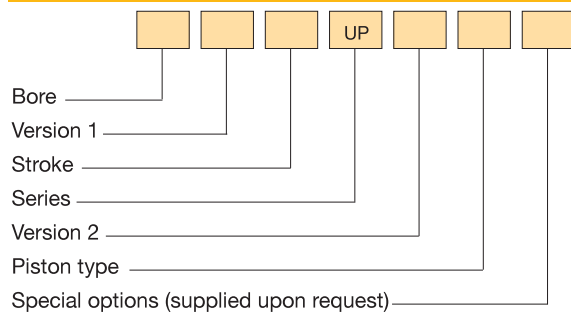 UP
Bore
Version 1
Stroke
Series
Version 2
Piston type
Special options (supplied upon request)